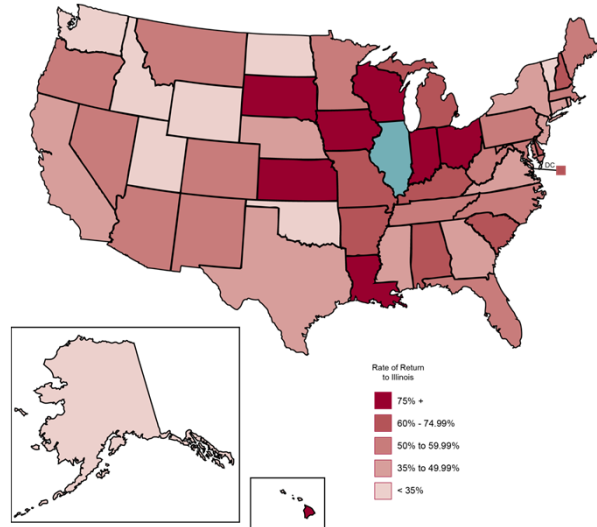 DC
Rate of Return
to Illinois
75% +
60% - 74.99%
50% to 59.99%
35% to 49.99%
< 35%